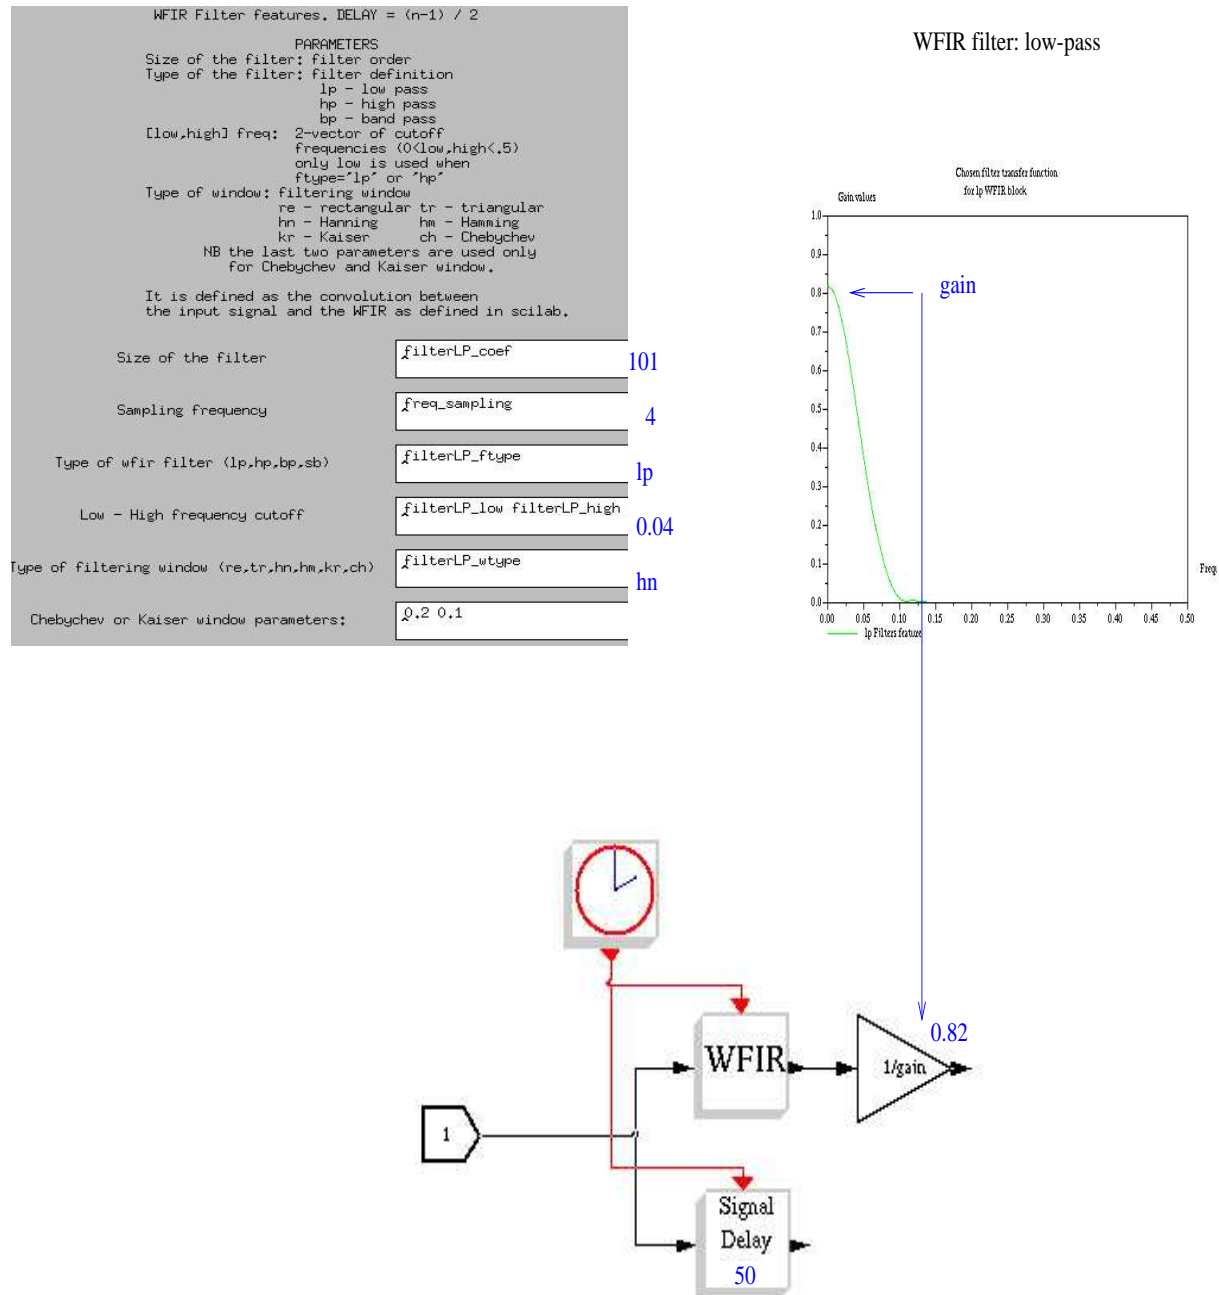 WFIR Filter features. DELAY = (n-1) / 2
PARAMETERS
Size of the filter: filter order
Type of the filter: filter definition
lp - low pass
hp - high pass
bp - band pass
[low,high] freq: 2-vector of cutoff
frequencies (0<low,high<.5)
only low is used when
ftype="lp" or "hp"
Type of window: filtering window
re - rectangular tr - triangular
hn - Hanning hm - Hamming
kr - Kaiser ch - Chebychev
NB the last two parameters are used only
for Chebychev and Kaiser window.
It is defined as the convolution between
the input signal and the WFIR as defined in scilab.
Size of the filter filterLP_coef 101
Sampling frequency freq_sampling 4
Type of wfir filter (lp,hp,bp,sb) filterLP_ftype lp
Low - High frequency cutoff filterLP_low filterLP_high 0.04
Type of filtering window (re,tr,hn,hm,kr,ch) filterLP_wtype hn
Chebychev or Kaiser window parameters: 0.2 0.1
WFIR filter: low-pass
Chosen filter transfer function
for lp WFIR block
Gain values
1.0
0.9
0.8
0.7
0.6
0.5
0.4
0.3
0.2
0.1
0.0
gain
Frequ
0.00 0.05 0.10 0.15 0.20 0.25 0.30 0.35 0.40 0.45 0.50
lp Filters feature
0.82
WFIR
1/gain
1
Signal
Delay
50